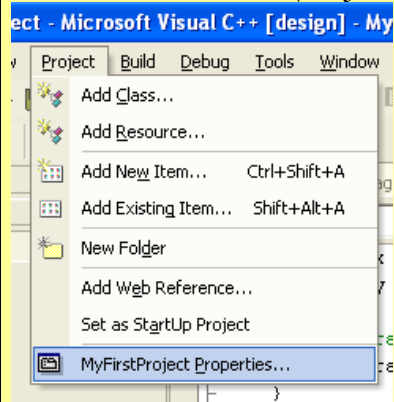 ect - Microsoft Visual C++ [design] - My
Project Build Debug Tools Window
Add Class...
Add Resource...
Add New Item... Ctrl+Shift+A
Add Existing Item... Shift+Alt+A
New Folder
Add Web Reference...
Set as StartUp Project
MyFirstProject Properties...
}